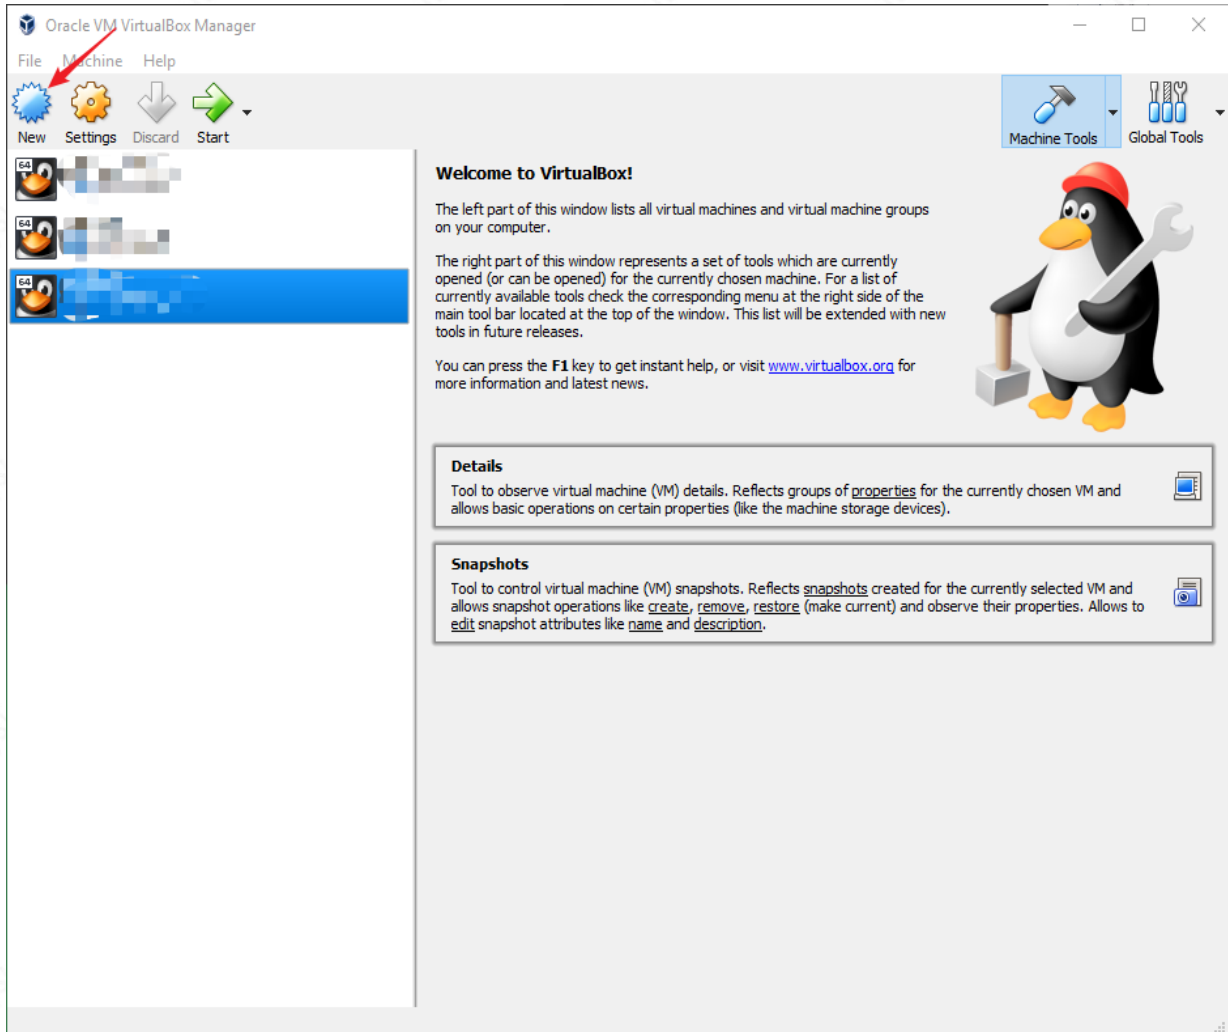 Oracle VM VirtualBox Manager
File Machine Help
New Settings Discard Start
Machine Tools Global Tools
64
64
64
Welcome to VirtualBox!
The left part of this window lists all virtual machines and virtual machine groups
on your computer.
The right part of this window represents a set of tools which are currently
opened (or can be opened) for the currently chosen machine. For a list of
currently available tools check the corresponding menu at the right side of the
main tool bar located at the top of the window. This list will be extended with new
tools in future releases.
You can press the F1 key to get instant help, or visit www.virtualbox.org for
more information and latest news.
Details
Tool to observe virtual machine (VM) details. Reflects groups of properties for the currently chosen VM and
allows basic operations on certain properties (like the machine storage devices).
Snapshots
Tool to control virtual machine (VM) snapshots. Reflects snapshots created for the currently selected VM and
allows snapshot operations like create, remove, restore (make current) and observe their properties. Allows to
edit snapshot attributes like name and description.